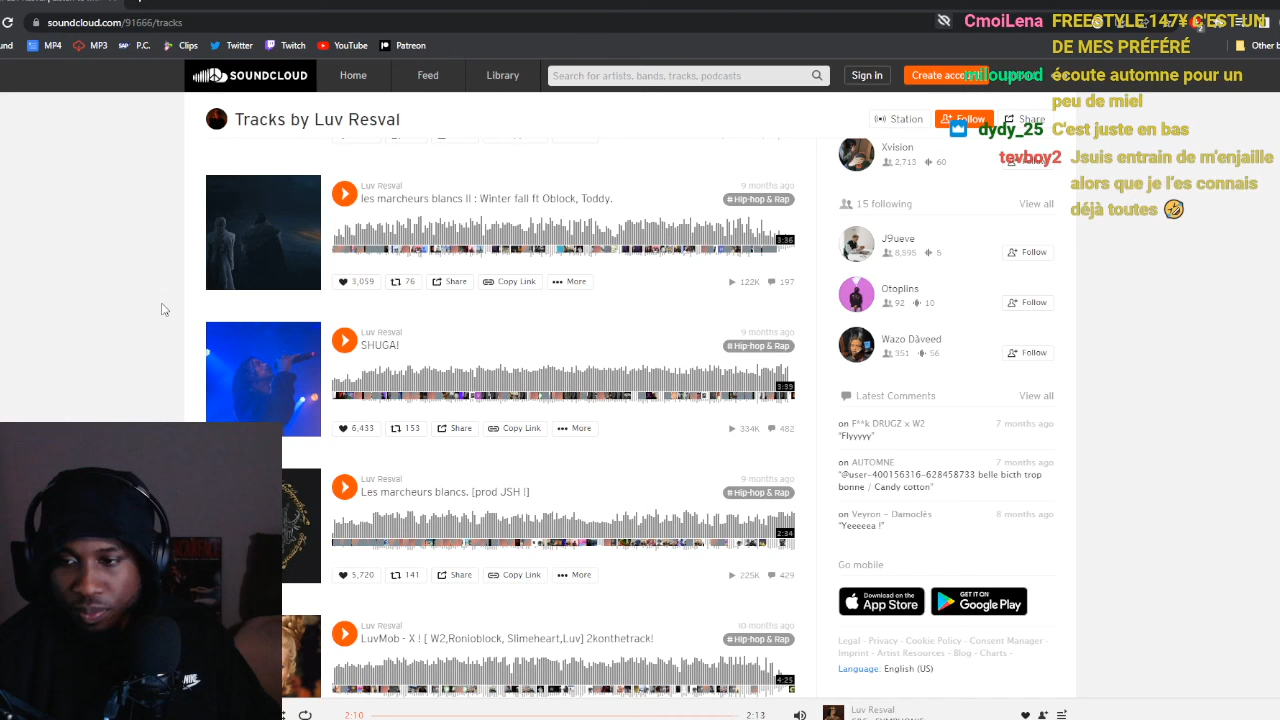 soundcloud.com/91666/tracks
MP4 MP3 P.C. Clips Twitter Twitch YouTube Patreon
SOUNDCLOUD Home Feed Library Search for artists, bands, tracks, podcasts Sign in
Tracks by Luv Resval
Station Follow Share
CmoiLena FREESTYLE 147¥ C'EST UN
DE MES PRÉFÉRÉ
milouprod écoute automne pour un
peu de miel
dydy_25 C'est juste en bas
tevboy2 Jsuis entrain de m'enjaille
alors que je l'es connais
déjà toutes 🤣
Luv Resval 9 months ago
les marcheurs blancs II : Winter fall ft Oblock, Toddy. # Hip-hop & Rap
3:36
3,059 76 Share Copy Link More 122K 197
Luv Resval 9 months ago
SHUGA! # Hip-hop & Rap
3:39
6,433 153 Share Copy Link More 334K 482
Luv Resval 9 months ago
Les marcheurs blancs. [prod JSH !] # Hip-hop & Rap
2:34
5,720 141 Share Copy Link More 225K 429
Luv Resval 10 months ago
LuvMob - X ! [ W2,Ronioblock, Slimeheart,Luv] 2konthetrack! # Hip-hop & Rap
4:25
Xvision
2,713 60
15 following View all
J9ueve
8,595 5 Follow
Otoplins
92 10 Follow
Wazo Dàveed
351 56 Follow
Latest Comments View all
on F**k DRUGZ x W2 7 months ago
"Flyyyyy"
on AUTOMNE 7 months ago
"@user-400156316-628458733 belle bicth trop
bonne / Candy cotton"
on Veyron - Damoclès 8 months ago
"Yeeeeea !"
Go mobile
Download on the App Store GET IT ON Google Play
Legal - Privacy - Cookie Policy - Consent Manager -
Imprint - Artist Resources - Blog - Charts -
Language: English (US)
2:10 2:13 Luv Resval